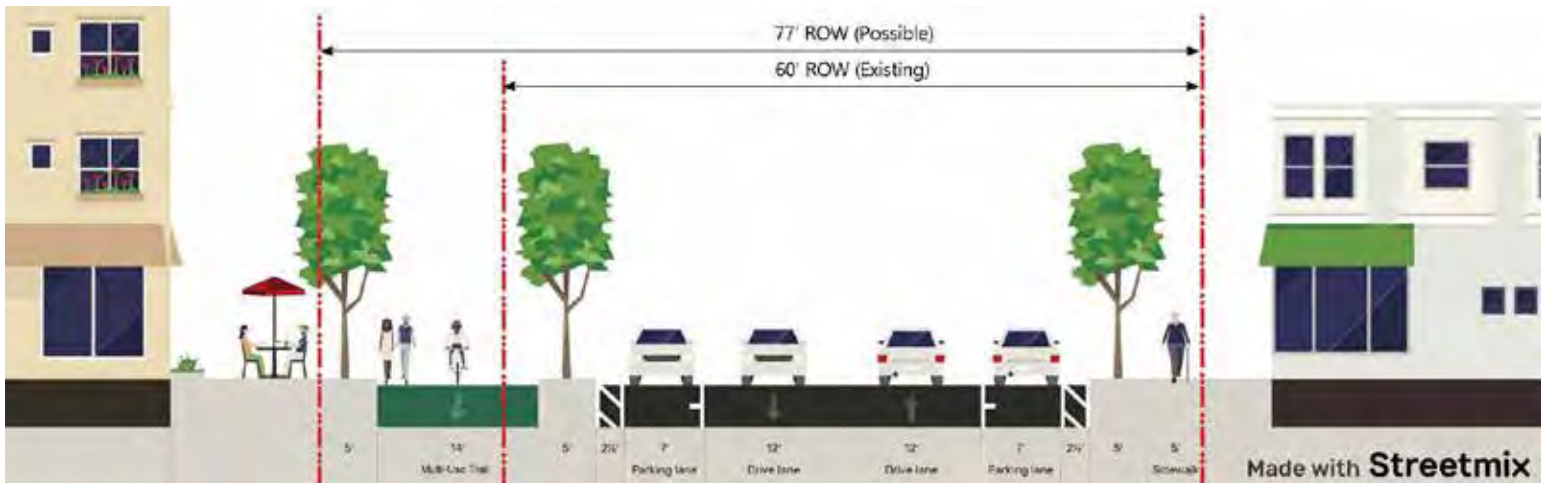 77' ROW (Possible)
60' ROW (Existing)
5' 14' 5' 2½' 7' 12' 12' 7' 2½' 5' 5'
Multi-Use Trail Parking lane Drive lane Drive lane Parking lane Sidewalk
Made with Streetmix